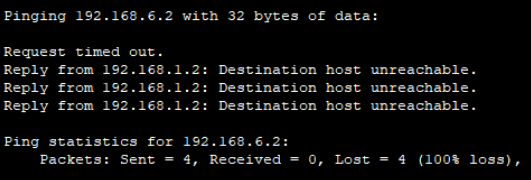 Pinging 192.168.6.2 with 32 bytes of data:
Request timed out.
Reply from 192.168.1.2: Destination host unreachable.
Reply from 192.168.1.2: Destination host unreachable.
Reply from 192.168.1.2: Destination host unreachable.
Ping statistics for 192.168.6.2:
Packets: Sent = 4, Received = 0, Lost = 4 (100% loss),